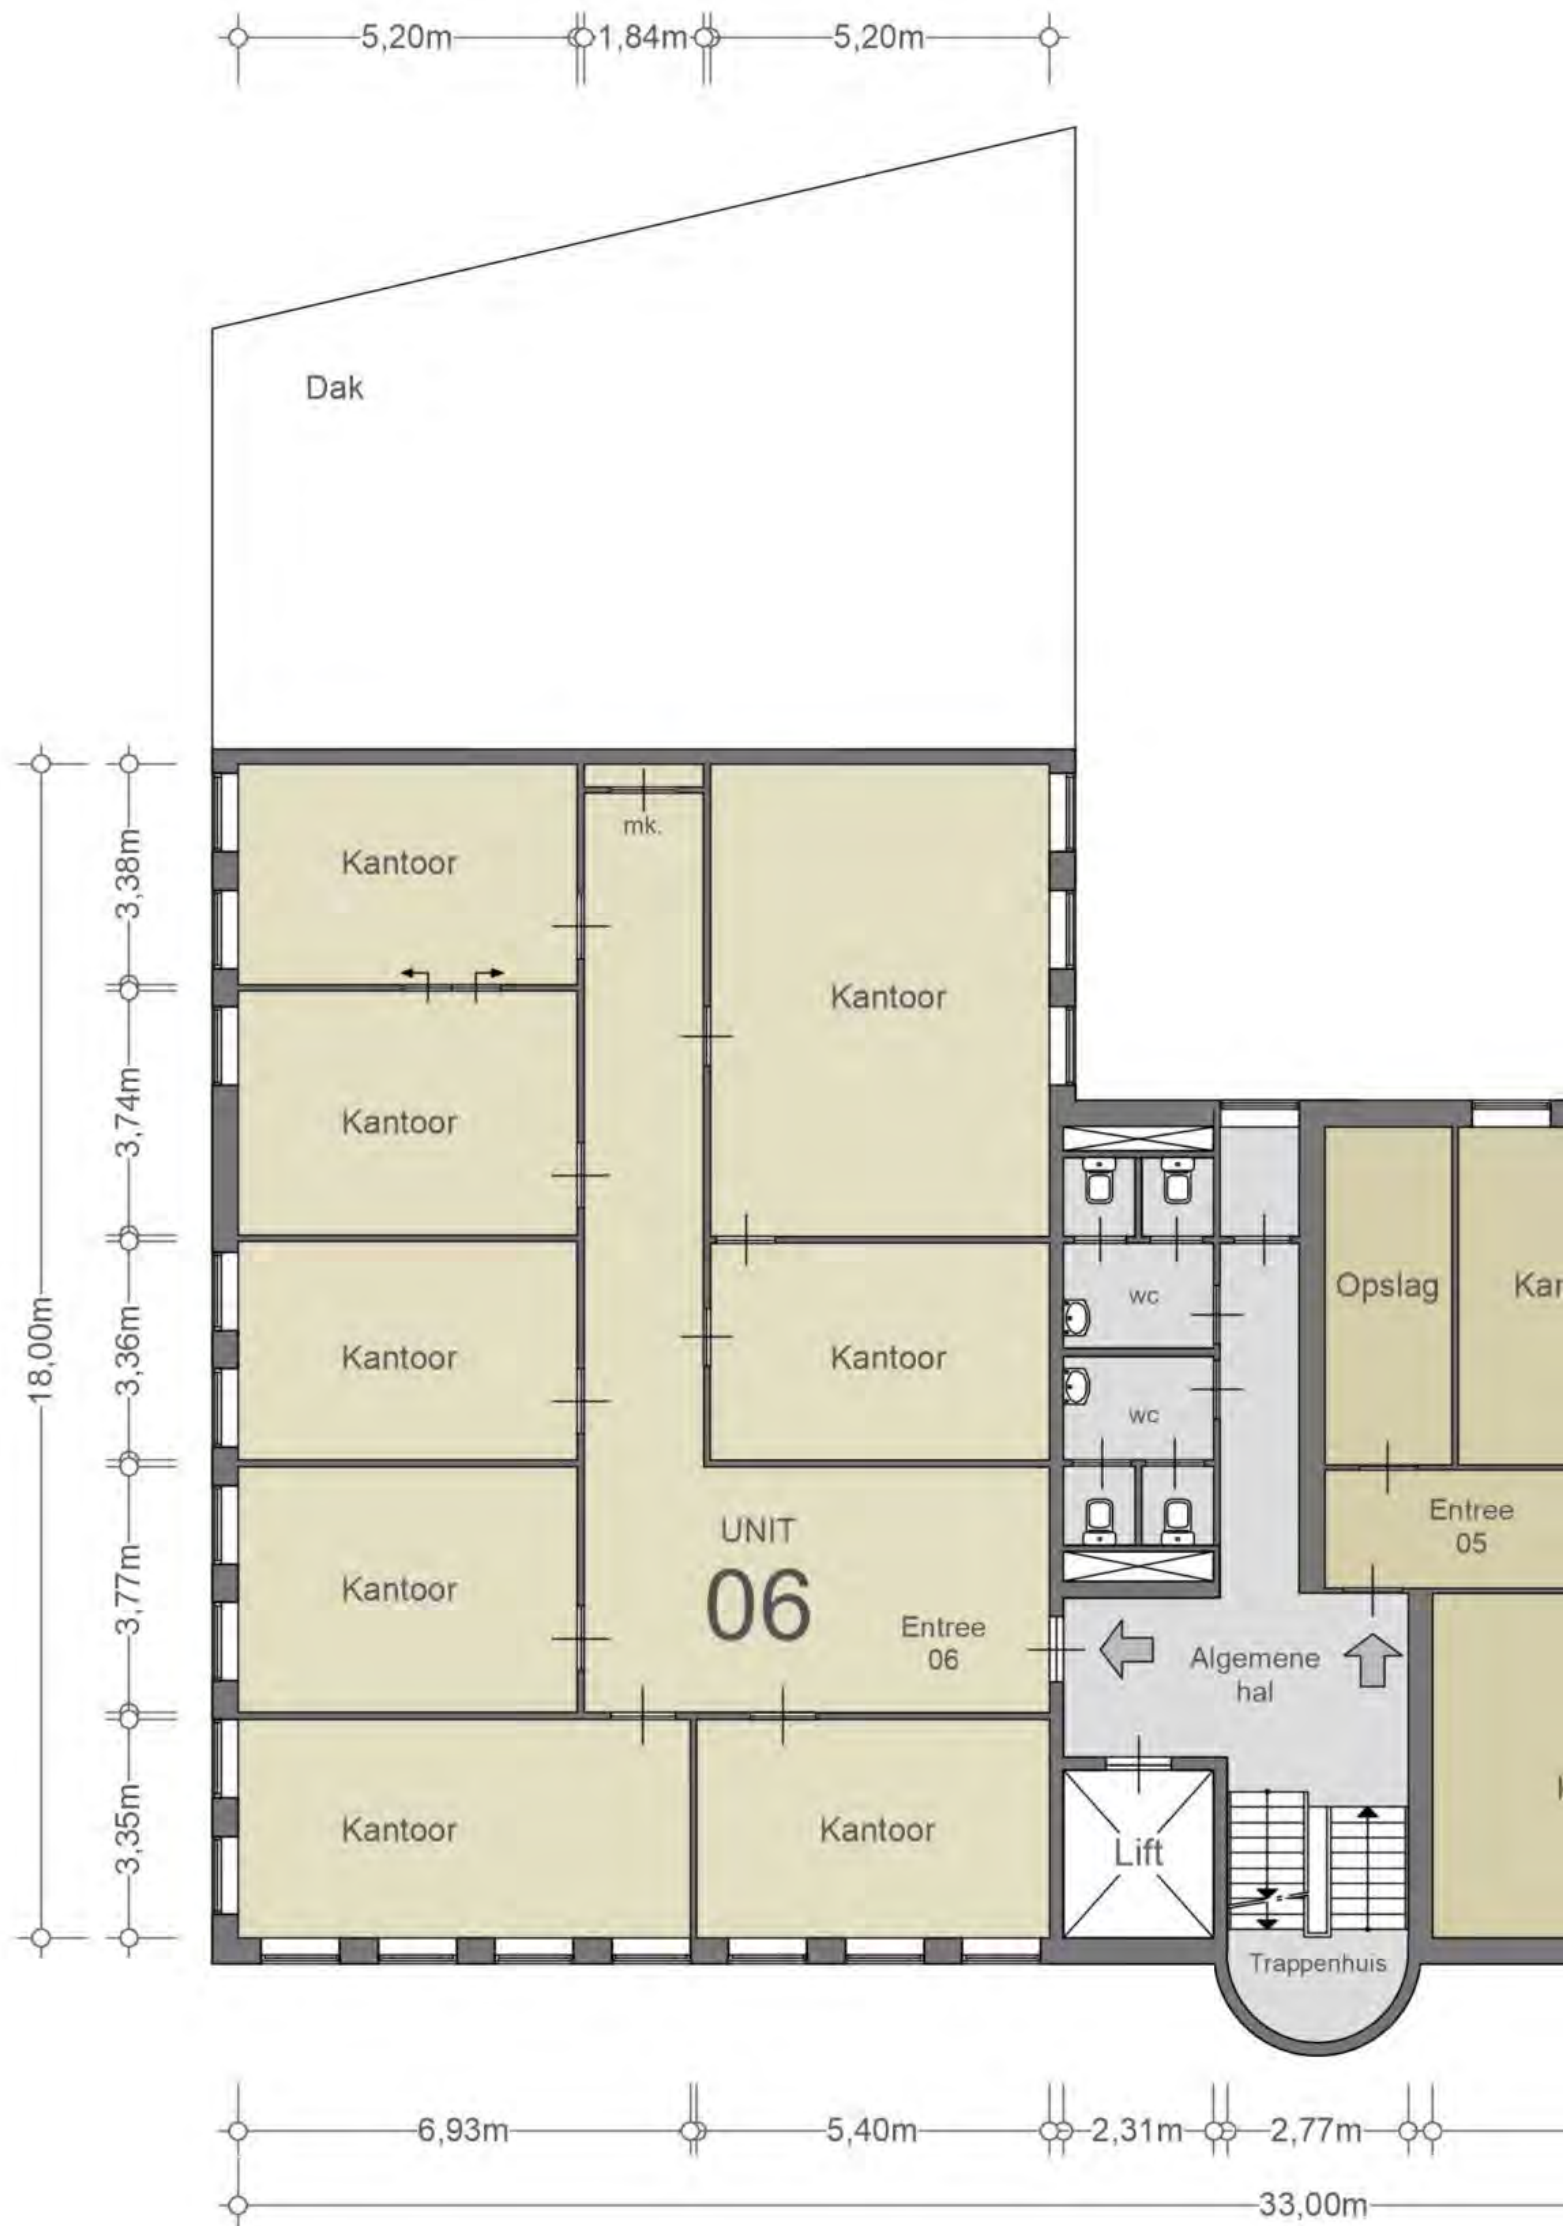 5,20m
1,84m
5,20m
Dak
mk.
3,38m
Kantoor
Kantoor
3,74m
Kantoor
Opslag
wc
18,00m
3,36m
Kantoor
Kantoor
wc
Entree
05
UNIT
06
3,77m
Kantoor
Entree
06
Algemene
hal
3,35m
Kantoor
Kantoor
Lift
Trappenhuis
6,93m
5,40m
2,31m
2,77m
33,00m